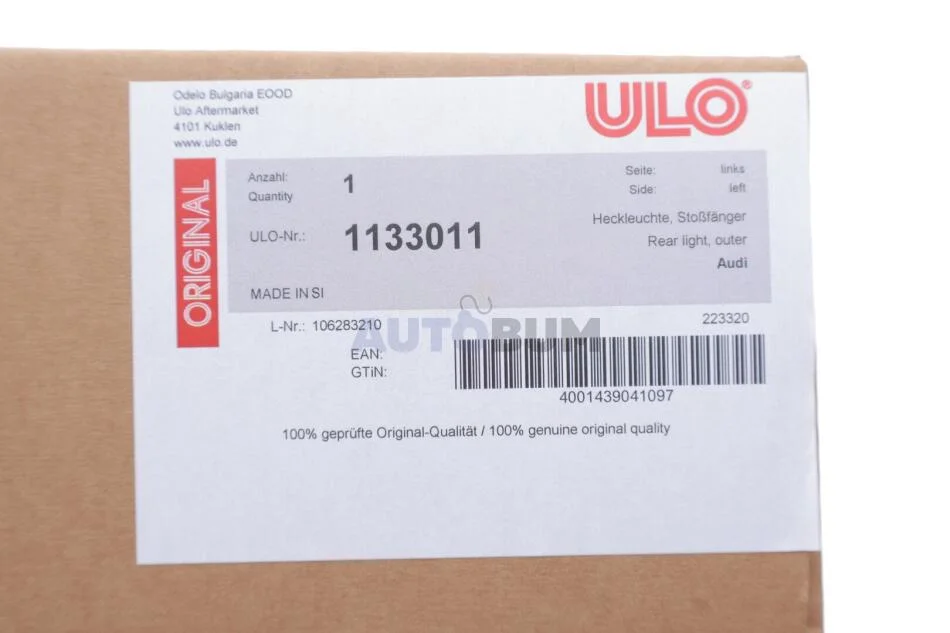 Odelo Bulgaria EOOD
Ulo Aftermarket
4101 Kuklen
www.ulo.de
ULO®
ORIGINAL
Anzahl: 1 Seite: links
Quantity Side: left
ULO-Nr.: 1133011
Heckleuchte, Stoßfänger
Rear light, outer
Audi
MADE IN SI
L-Nr.: 106283210 223320
AUTOBUM
EAN:
GTiN:
4001439041097
100% geprüfte Original-Qualität / 100% genuine original quality